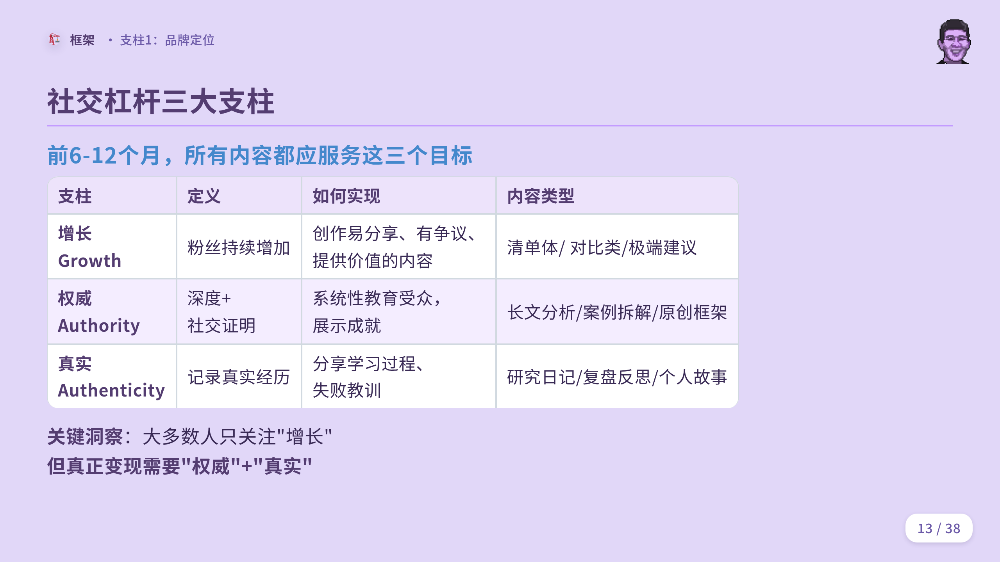 框架 • 支柱1：品牌定位
社交杠杆三大支柱
前6-12个月，所有内容都应服务这三个目标
支柱 定义 如何实现 内容类型
增长
Growth
粉丝持续增加
创作易分享、有争议、
提供价值的内容
清单体/ 对比类/极端建议
权威
Authority
深度+
社交证明
系统性教育受众，
展示成就
长文分析/案例拆解/原创框架
真实
Authenticity
记录真实经历
分享学习过程、
失败教训
研究日记/复盘反思/个人故事
关键洞察：大多数人只关注"增长"
但真正变现需要"权威"+"真实"
13 / 38